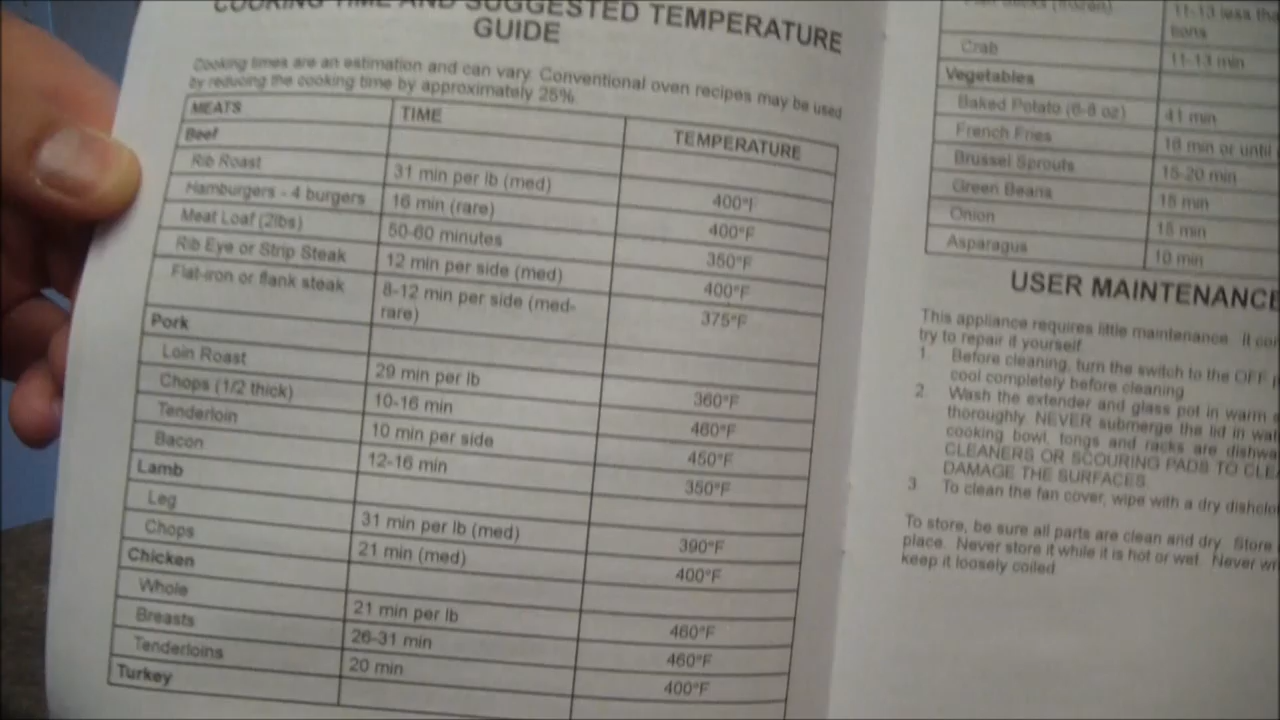 COOKING TIME AND SUGGESTED TEMPERATURE
GUIDE
Cooking times are an estimation and can vary. Conventional oven recipes may be used
by reducing the cooking time by approximately 25%.
MEATS TIME TEMPERATURE
Beef
Rib Roast 31 min per lb (med) 400°F
Hamburgers - 4 burgers 16 min (rare) 400°F
Meat Loaf (2lbs) 50-60 minutes 350°F
Rib Eye or Strip Steak 12 min per side (med) 400°F
Flat-iron or flank steak 8-12 min per side (med-
rare) 375°F
Pork
Loin Roast 29 min per lb 360°F
Chops (1/2 thick) 10-16 min 460°F
Tenderloin 10 min per side 450°F
Bacon 12-16 min 350°F
Lamb
Leg 31 min per lb (med) 390°F
Chops 21 min (med) 400°F
Chicken
Whole 21 min per lb 460°F
Breasts 26-31 min 460°F
Tenderloins 20 min 400°F
Turkey
(frozen) 11-13 less
Crab 11-13 min
Vegetables
Baked Potato (6-8 oz) 41 min
French Fries 18 min or until
Brussel Sprouts 15-20 min
Green Beans 18 min
Onion 18 min
Asparagus 10 min
USER MAINTENANCE
This appliance requires little maintenance. It
try to repair it yourself.
1. Before cleaning, turn the switch to the OFF
cool completely before cleaning
2. Wash the extender and glass pot in warm
thoroughly. NEVER submerge the lid in
cooking bowl, tongs and racks are
CLEANERS OR SCOURING PADS TO
DAMAGE THE SURFACES.
3. To clean the fan cover, wipe with a dry
To store, be sure all parts are clean and dry. Store
place. Never store it while it is hot or wet. Never
keep it loosely coiled.